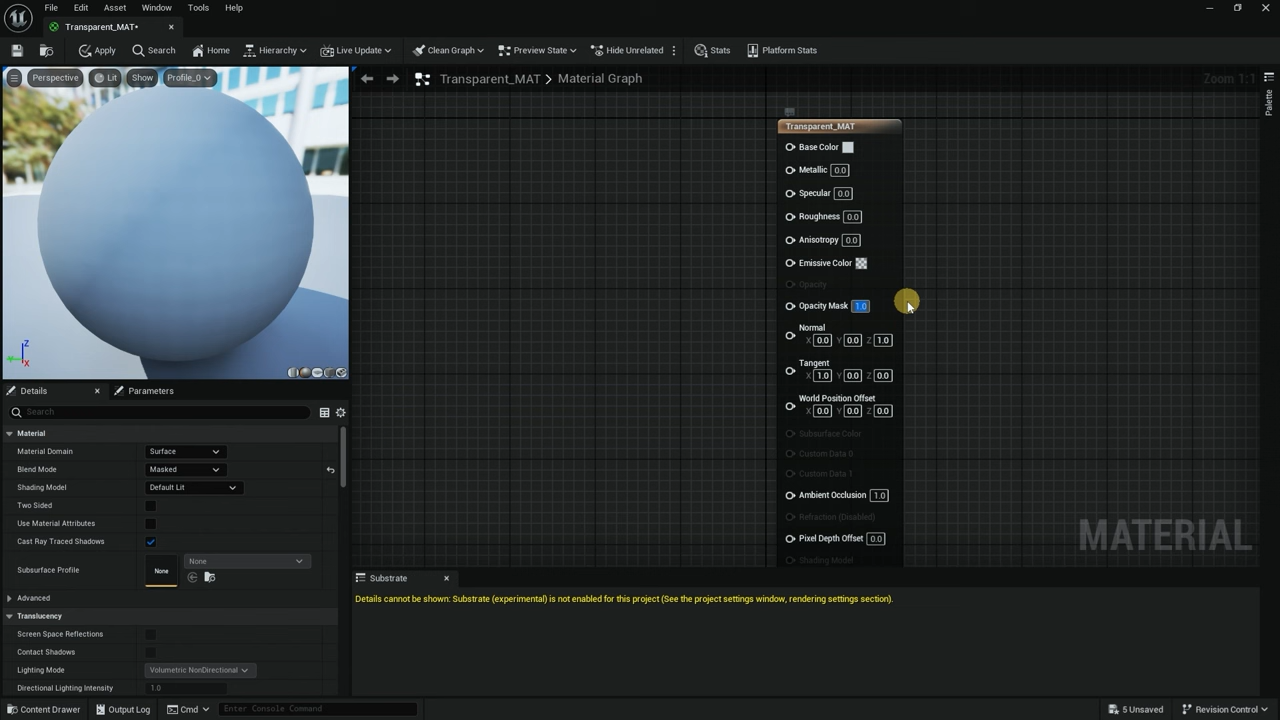 File Edit Asset Window Tools Help
Transparent_MAT•
Apply Search Home Hierarchy Live Update Clean Graph Preview State Hide Unrelated Stats Platform Stats
Perspective Lit Show Profile_0
Transparent_MAT Material Graph Zoom 1:1
Palette
Transparent_MAT
Base Color
Metallic 0.0
Specular 0.0
Roughness 0.0
Anisotropy 0.0
Emissive Color
Opacity
Opacity Mask 1.0
Normal
X 0.0 Y 0.0 Z 1.0
Tangent
X 1.0 Y 0.0 Z 0.0
World Position Offset
X 0.0 Y 0.0 Z 0.0
Subsurface Color
Custom Data 0
Custom Data 1
Ambient Occlusion 1.0
Refraction (Disabled)
Pixel Depth Offset 0.0
Shading Model
MATERIAL
Z
X
Details Parameters
Search
Material
Material Domain Surface
Blend Mode Masked
Shading Model Default Lit
Two Sided
Use Material Attributes
Cast Ray Traced Shadows
Subsurface Profile None None
Advanced
Translucency
Screen Space Reflections
Contact Shadows
Lighting Mode Volumetric NonDirectional
Directional Lighting Intensity 1.0
Substrate
Details cannot be shown: Substrate (experimental) is not enabled for this project (See the project settings window, rendering settings section).
Content Drawer Output Log Cmd Enter Console Command 5 Unsaved Revision Control